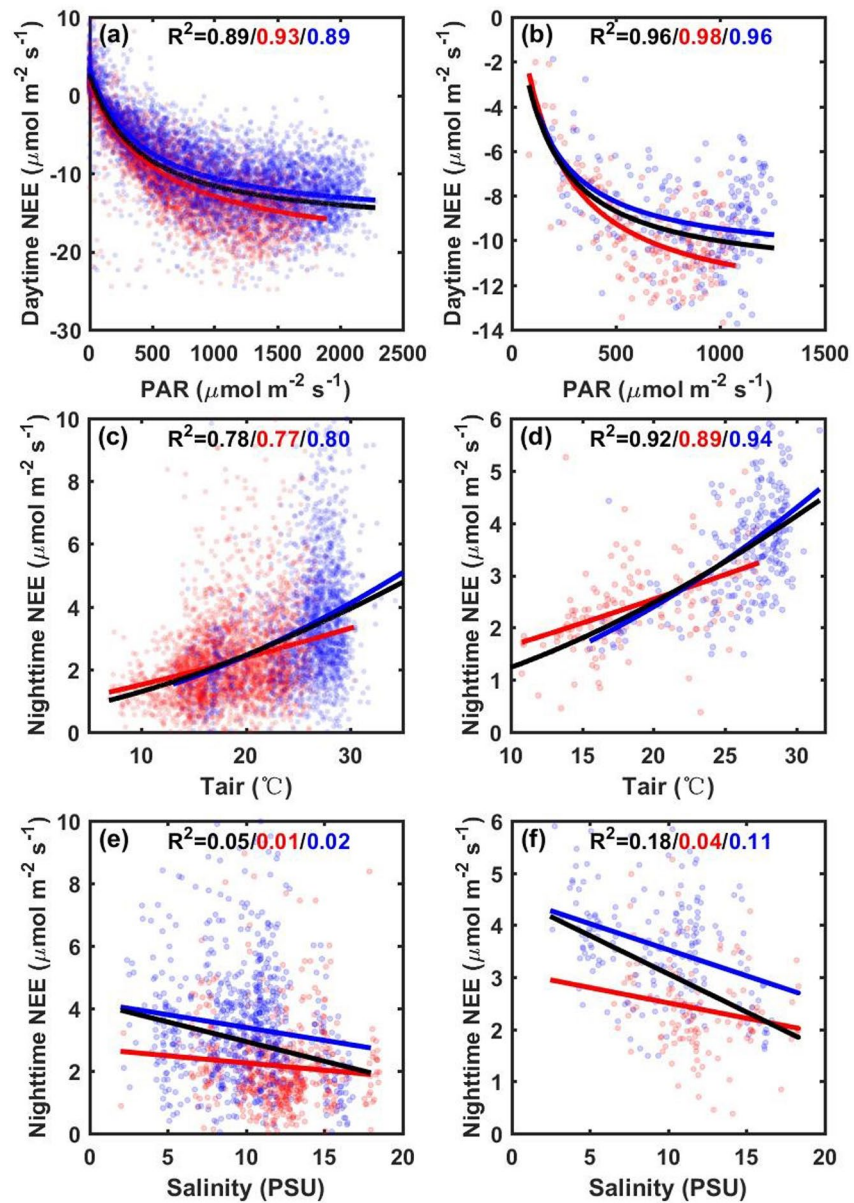 (a) R²=0.89/0.93/0.89
10
0
-10
-20
-30
Daytime NEE (μmol m⁻² s⁻¹)
0 500 1000 1500 2000 2500
PAR (μmol m⁻² s⁻¹)
(b) R²=0.96/0.98/0.96
0
-2
-4
-6
-8
-10
-12
-14
Daytime NEE (μmol m⁻² s⁻¹)
0 500 1000 1500
PAR (μmol m⁻² s⁻¹)
(c) R²=0.78/0.77/0.80
10
8
6
4
2
0
Nighttime NEE (μmol m⁻² s⁻¹)
10 20 30
Tair (℃)
(d) R²=0.92/0.89/0.94
6
5
4
3
2
1
0
Nighttime NEE (μmol m⁻² s⁻¹)
10 15 20 25 30
Tair (℃)
(e) R²=0.05/0.01/0.02
10
8
6
4
2
0
Nighttime NEE (μmol m⁻² s⁻¹)
0 5 10 15 20
Salinity (PSU)
(f) R²=0.18/0.04/0.11
6
5
4
3
2
1
0
Nighttime NEE (μmol m⁻² s⁻¹)
0 5 10 15 20
Salinity (PSU)